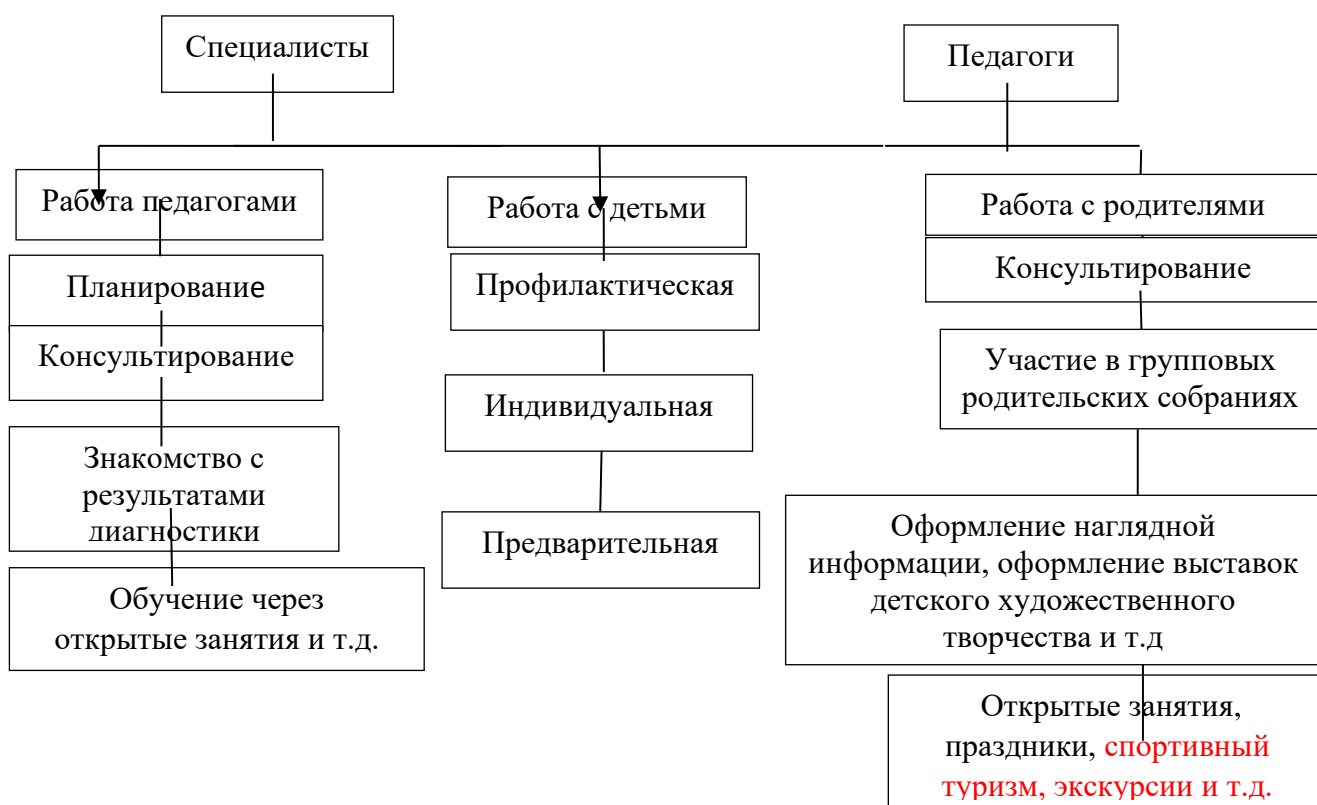 Специалисты
Педагоги
Работа педагогами
Работа с детьми
Работа с родителями
Планирование
Профилактическая
Консультирование
Консультирование
Индивидуальная
Участие в групповых
родительских собраниях
Знакомство с
результатами
диагностики
Предварительная
Оформление наглядной
информации, оформление выставок
детского художественного
творчества и т.д
Обучение через
открытые занятия и т.д.
Открытые занятия,
праздники, спортивный
туризм, экскурсии и т.д.